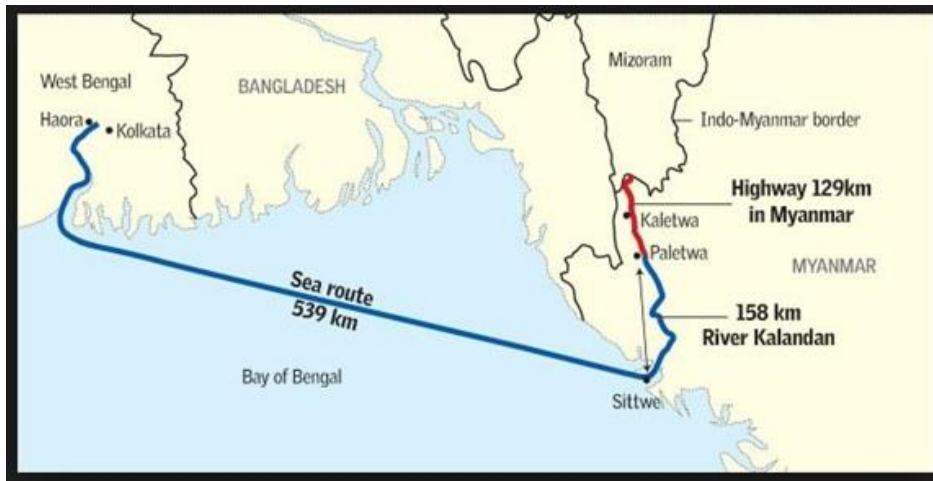 West Bengal
Haora
Kolkata
BANGLADESH
Mizoram
Indo-Myanmar border
Highway 129km
in Myanmar
Kaletwa
Paletwa
MYANMAR
158 km
River Kalandan
Sea route
539 km
Bay of Bengal
Sittwe